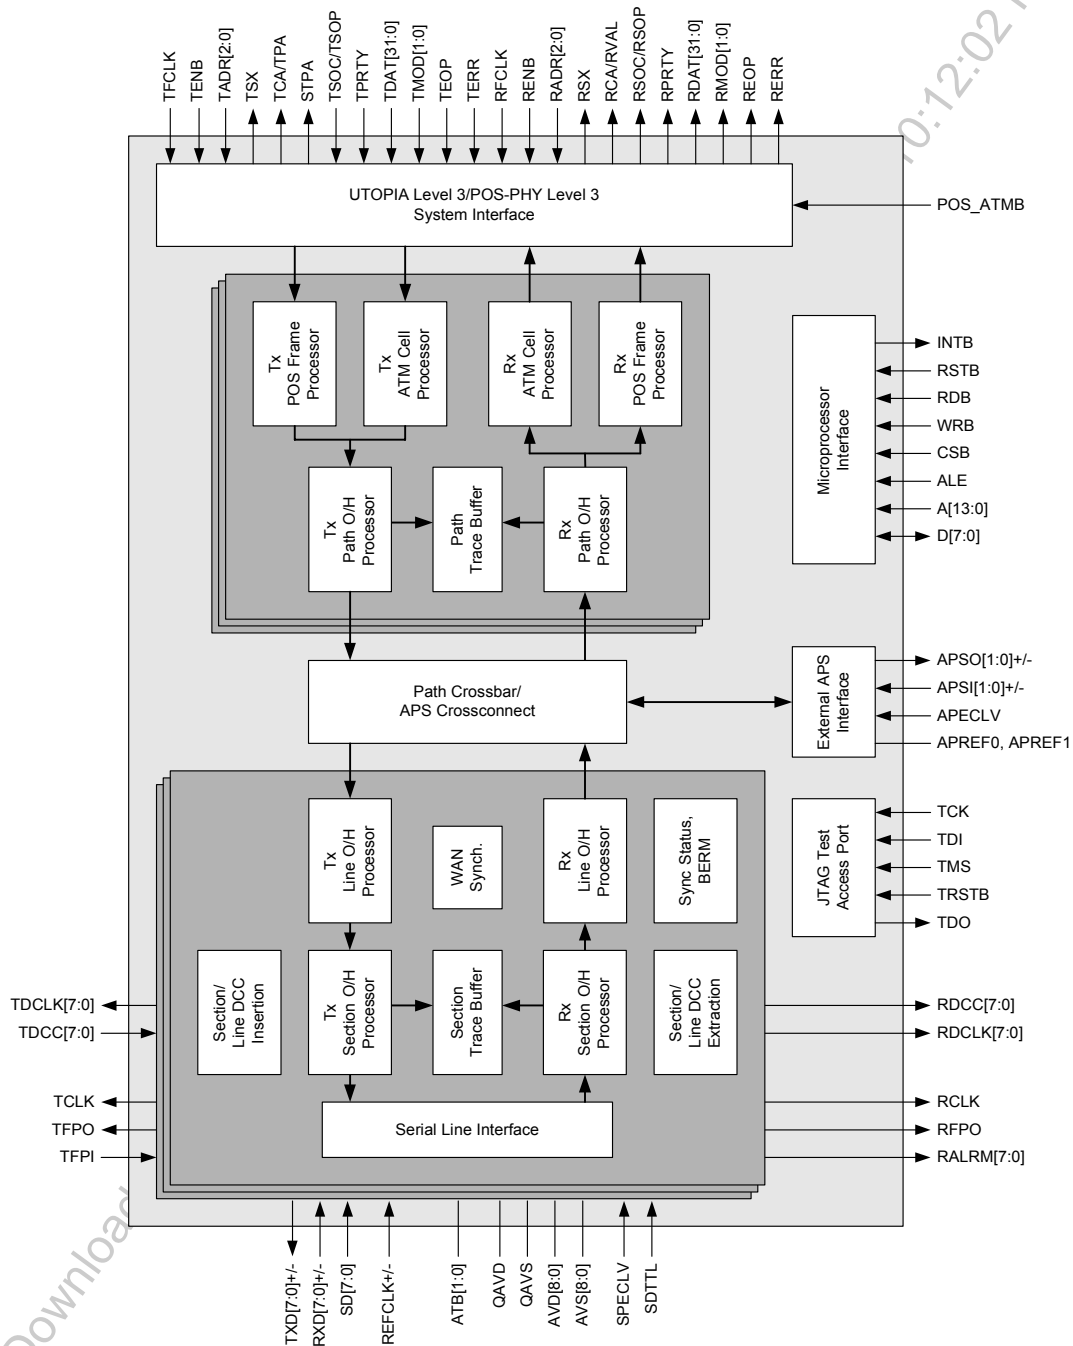 TFCLK
TENB
TADR[2:0]
TSX
TCA/TPA
STPA
TSOC/TSOP
TPRTY
TDAT[31:0]
TMOD[1:0]
TEOP
TERR
RFCLK
RENB
RADR[2:0]
RSX
RCA/RVAL
RSOC/RSOP
RPRTY
RDAT[31:0]
RMOD[1:0]
REOP
RERR
UTOPIA Level 3/POS-PHY Level 3
System Interface
POS_ATMB
Tx
POS Frame
Processor
Tx
ATM Cell
Processor
Rx
ATM Cell
Processor
Rx
POS Frame
Processor
Microprocessor
Interface
INTB
RSTB
RDB
WRB
CSB
ALE
A[13:0]
D[7:0]
Tx
Path O/H
Processor
Path
Trace Buffer
Rx
Path O/H
Processor
Path Crossbar/
APS Crossconnect
External APS
Interface
APSO[1:0]+/-
APSI[1:0]+/-
APECLV
APREF0, APREF1
Tx
Line O/H
Processor
WAN
Synch.
Rx
Line O/H
Processor
Sync Status,
BERM
JTAG Test
Access Port
TCK
TDI
TMS
TRSTB
TDO
Section/
Line DCC
Insertion
Tx
Section O/H
Processor
Section
Trace Buffer
Rx
Section O/H
Processor
Section/
Line DCC
Extraction
TDCLK[7:0]
TDCC[7:0]
TCLK
TFPO
TFPI
RDCC[7:0]
RDCLK[7:0]
RCLK
RFPO
RALRM[7:0]
Serial Line Interface
TXD[7:0]+/-
RXD[7:0]+/-
SD[7:0]
REFCLK+/-
ATB[1:0]
QAVD
QAVS
AVD[8:0]
AVS[8:0]
SPECLV
SDTTL
Download
0:12:02